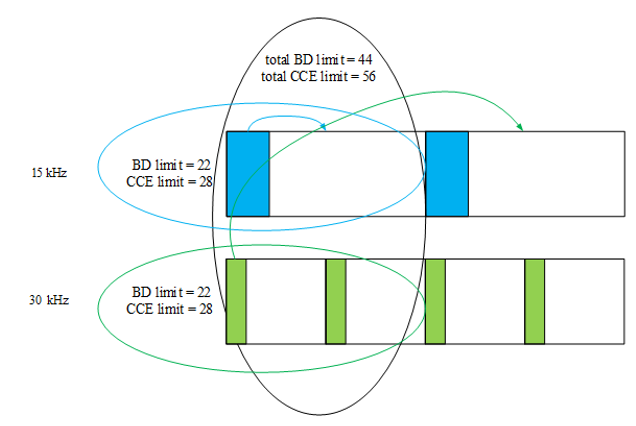 total BD limit = 44
total CCE limit = 56
15 kHz
BD limit = 22
CCE limit = 28
30 kHz
BD limit = 22
CCE limit = 28